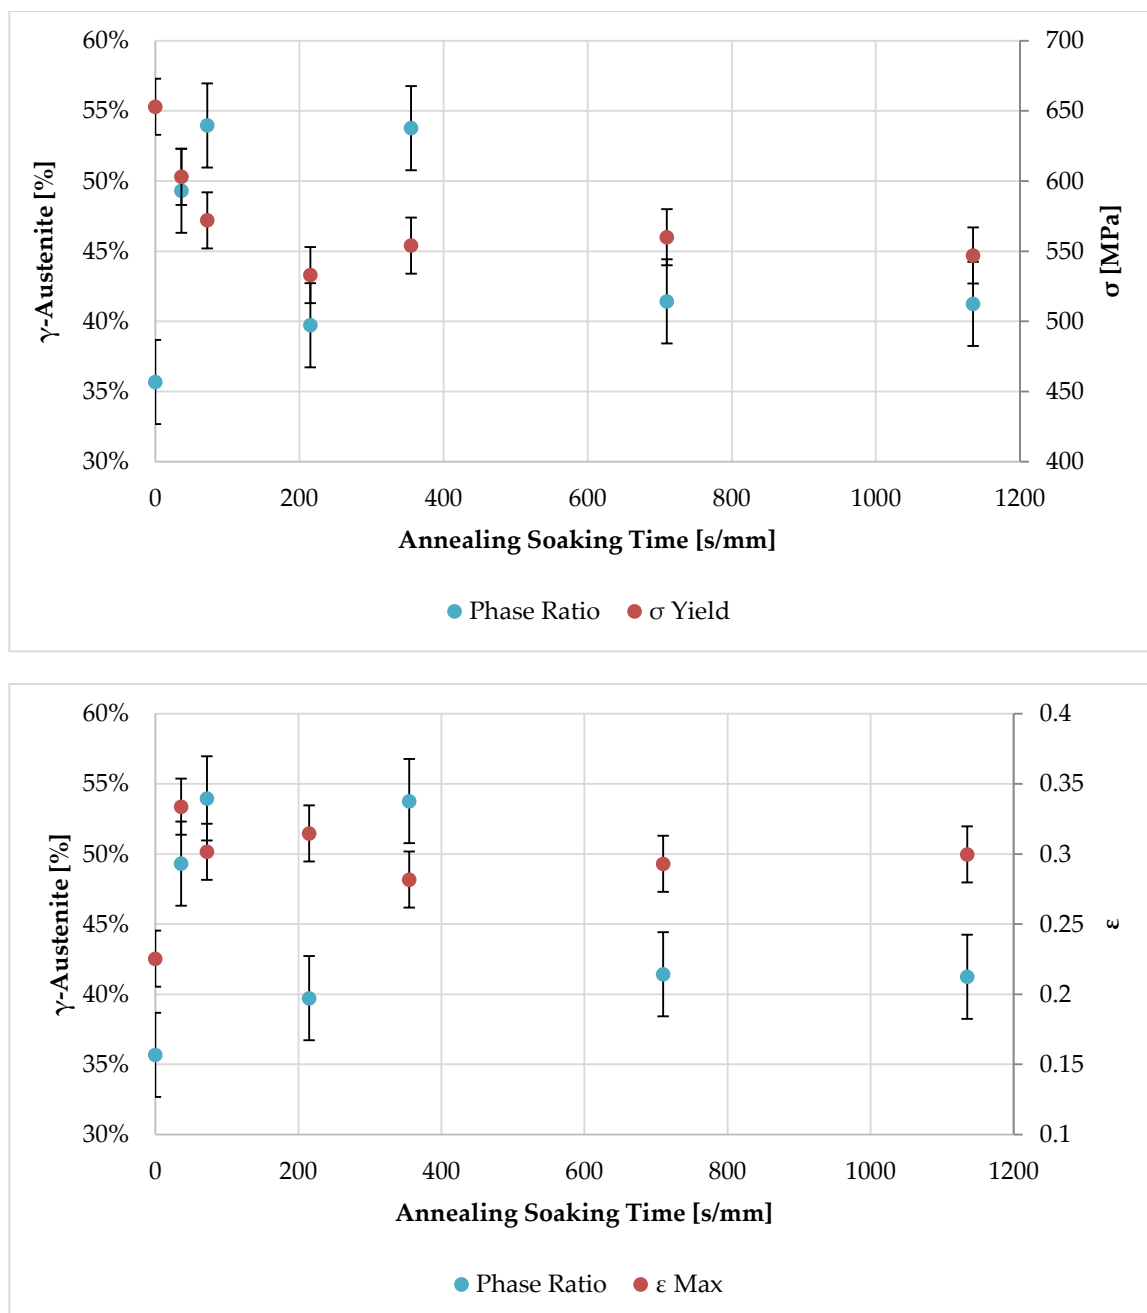 60%
55%
50%
45%
40%
35%
30%
γ-Austenite [%]
700
650
600
550
500
450
400
σ [MPa]
0 200 400 600 800 1000 1200
Annealing Soaking Time [s/mm]
Phase Ratio σ Yield
60%
55%
50%
45%
40%
35%
30%
γ-Austenite [%]
0.4
0.35
0.3
0.25
0.2
0.15
0.1
ε
0 200 400 600 800 1000 1200
Annealing Soaking Time [s/mm]
Phase Ratio ε Max